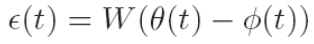 ϵ(t) = W(θ(t) − ϕ(t))